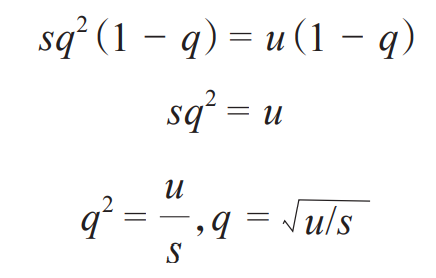 sq²(1 − q) = u(1 − q)
sq² = u
q² = u/s, q = √u/s